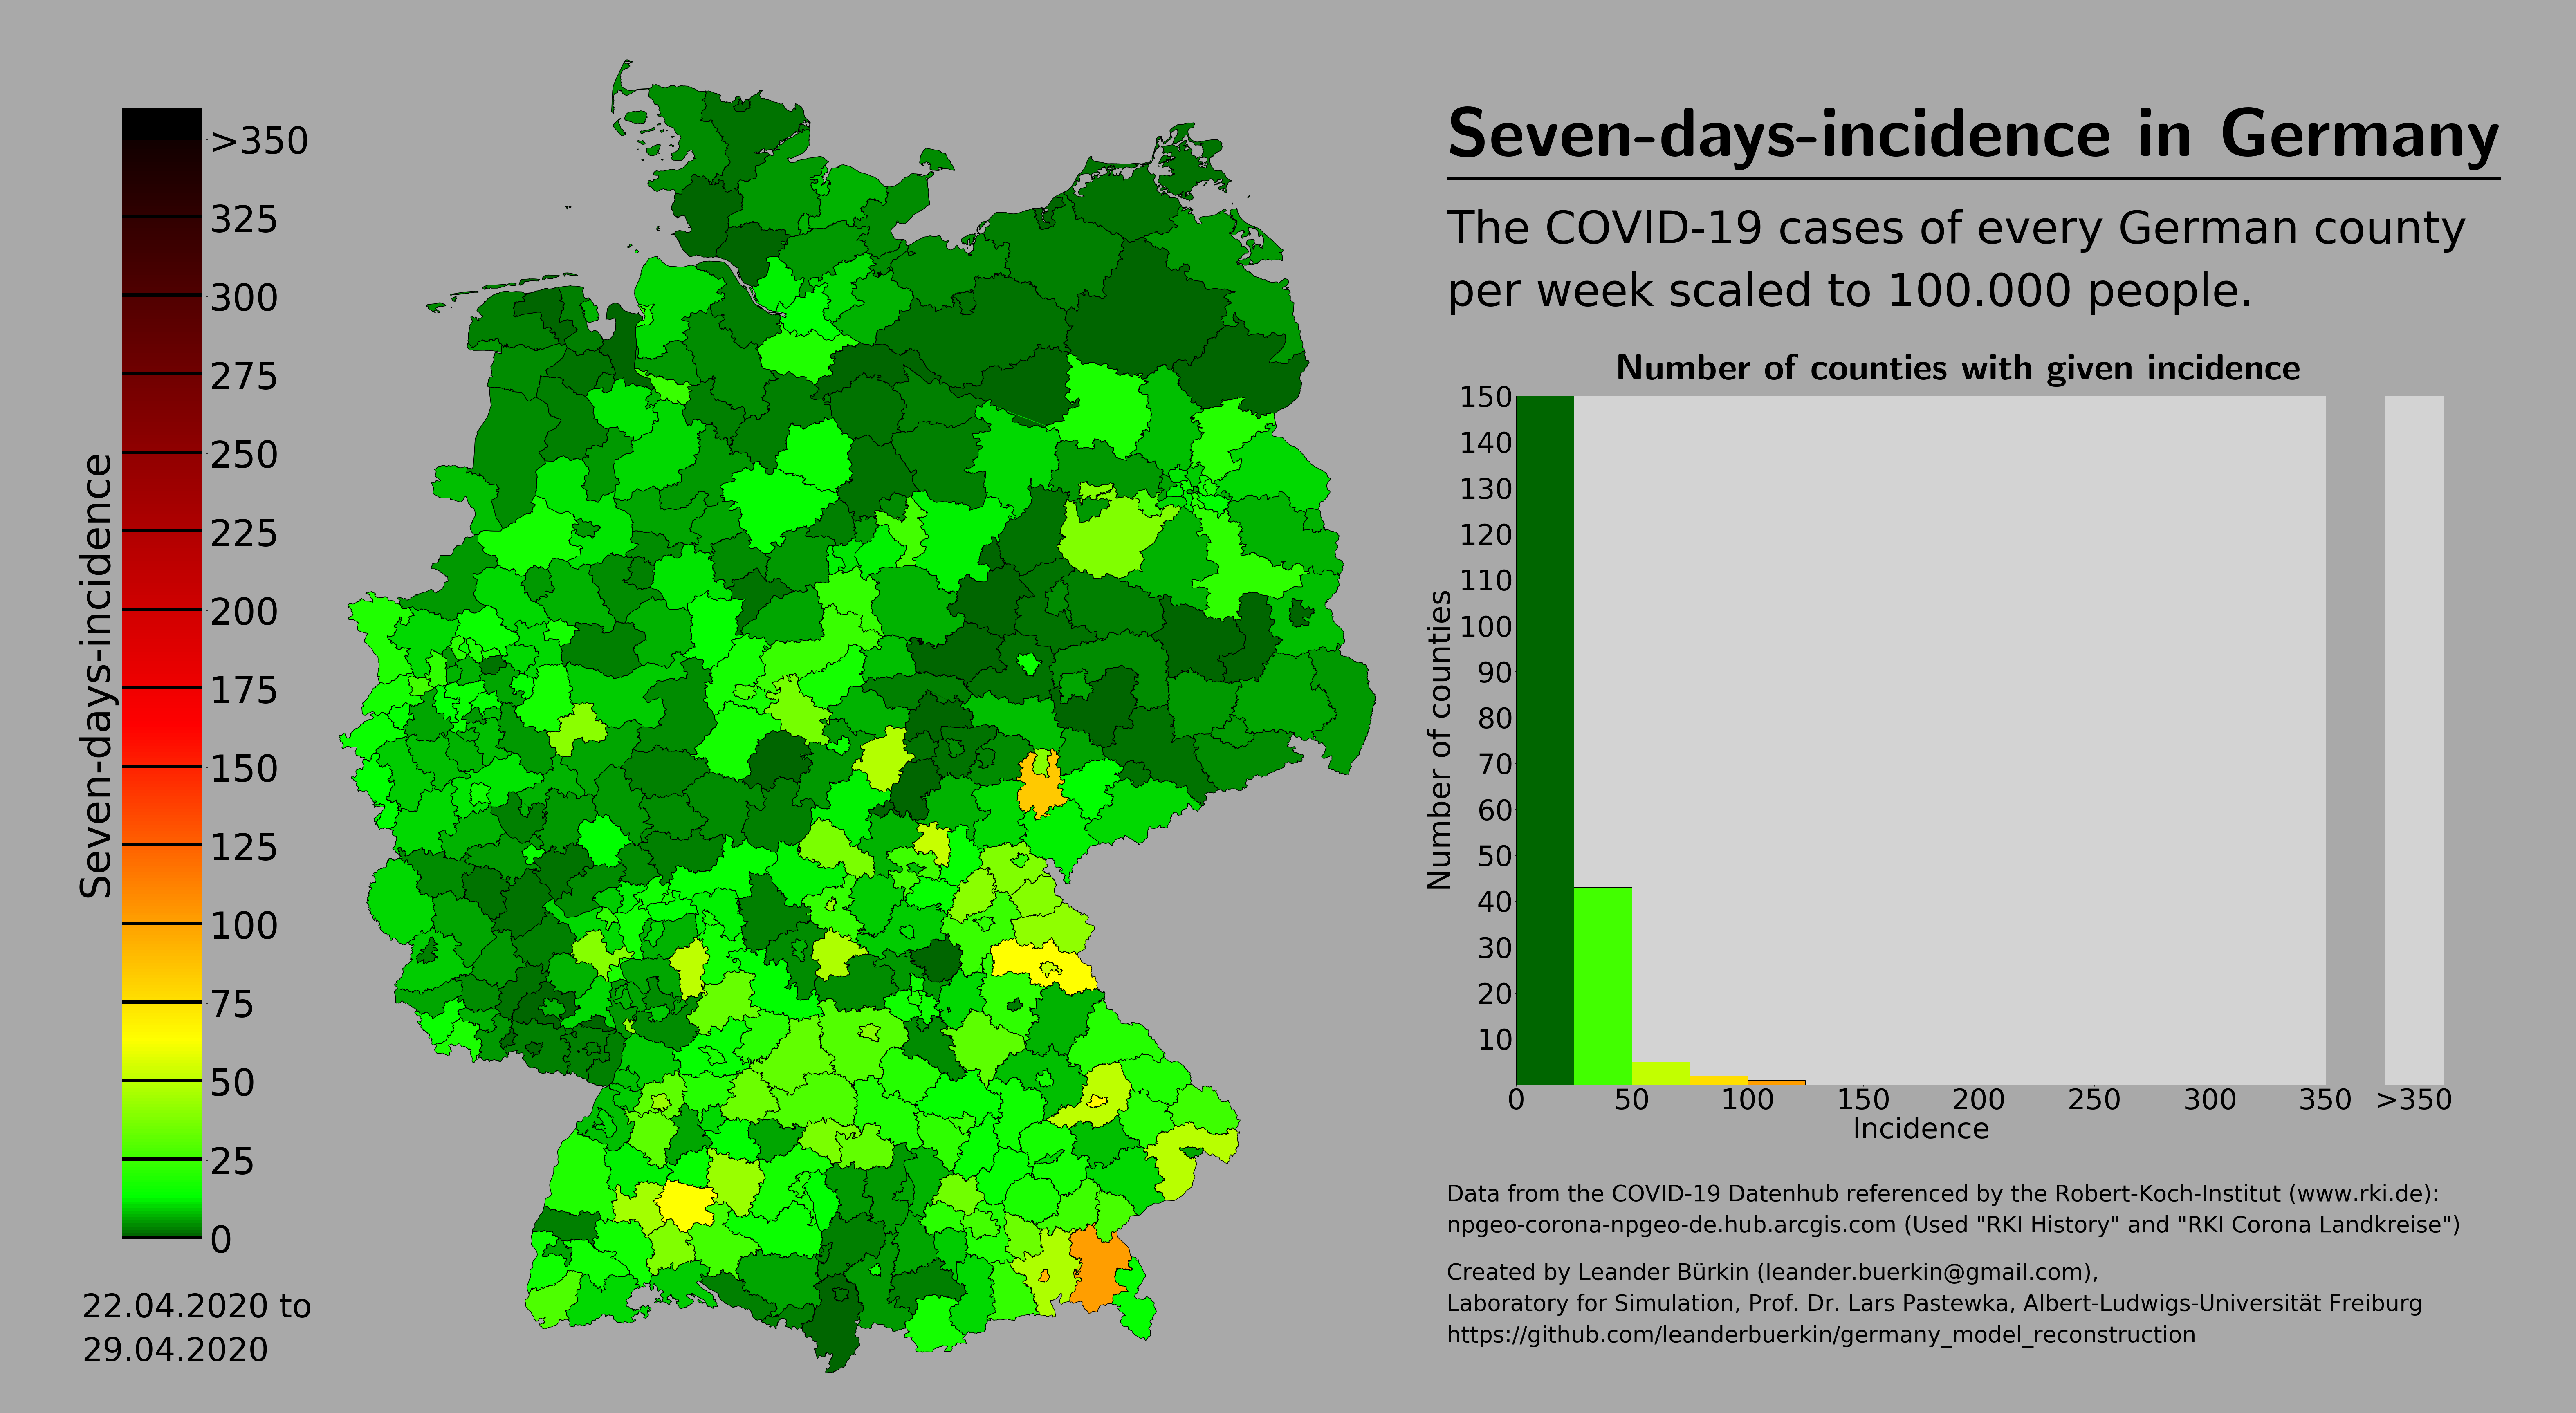 Seven-days-incidence
>350
325
300
275
250
225
200
175
150
125
100
75
50
25
0
22.04.2020 to
29.04.2020
Seven-days-incidence in Germany
The COVID-19 cases of every German county
per week scaled to 100.000 people.
Number of counties with given incidence
Number of counties
150
140
130
120
110
100
90
80
70
60
50
40
30
20
10
0 50 100 150 200 250 300 350 >350
Incidence
Data from the COVID-19 Datenhub referenced by the Robert-Koch-Institut (www.rki.de):
npgeo-corona-npgeo-de.hub.arcgis.com (Used "RKI History" and "RKI Corona Landkreise")
Created by Leander Bürkin (leander.buerkin@gmail.com),
Laboratory for Simulation, Prof. Dr. Lars Pastewka, Albert-Ludwigs-Universität Freiburg
https://github.com/leanderbuerkin/germany_model_reconstruction